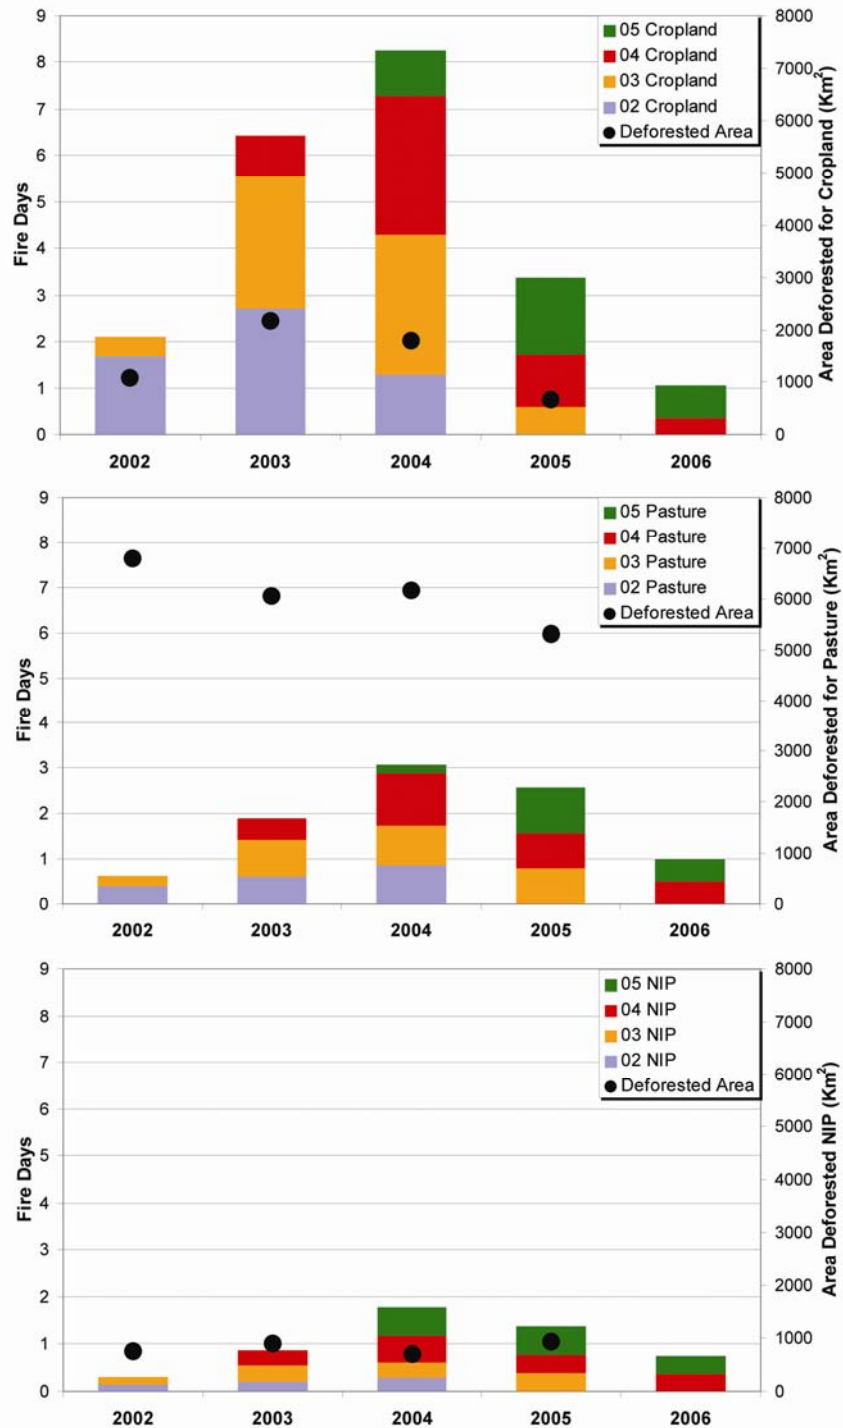 9
8
7
6
5
4
3
2
1
0
Fire Days
05 Cropland
04 Cropland
03 Cropland
02 Cropland
Deforested Area
8000
7000
6000
5000
4000
3000
2000
1000
0
Area Deforested for Cropland (Km²)
2002 2003 2004 2005 2006
9
8
7
6
5
4
3
2
1
0
Fire Days
05 Pasture
04 Pasture
03 Pasture
02 Pasture
Deforested Area
8000
7000
6000
5000
4000
3000
2000
1000
0
Area Deforested for Pasture (Km²)
2002 2003 2004 2005 2006
9
8
7
6
5
4
3
2
1
0
Fire Days
05 NIP
04 NIP
03 NIP
02 NIP
Deforested Area
8000
7000
6000
5000
4000
3000
2000
1000
0
Area Deforested NIP (Km²)
2002 2003 2004 2005 2006